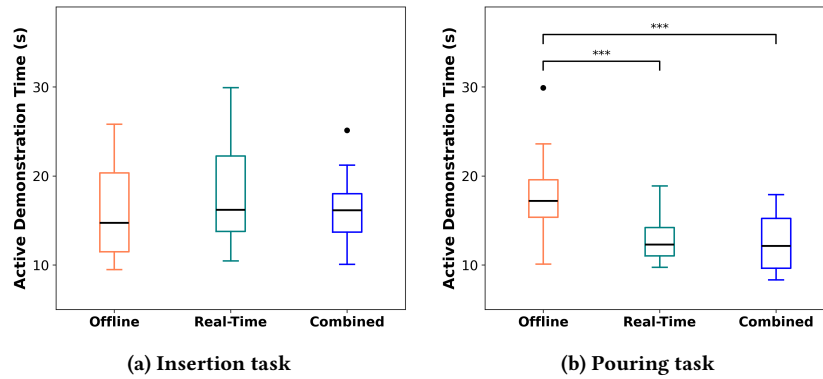 Active Demonstration Time (s)
30
20
10
Offline
Real-Time
Combined
(a) Insertion task
Active Demonstration Time (s)
30
20
10
***
***
Offline
Real-Time
Combined
(b) Pouring task